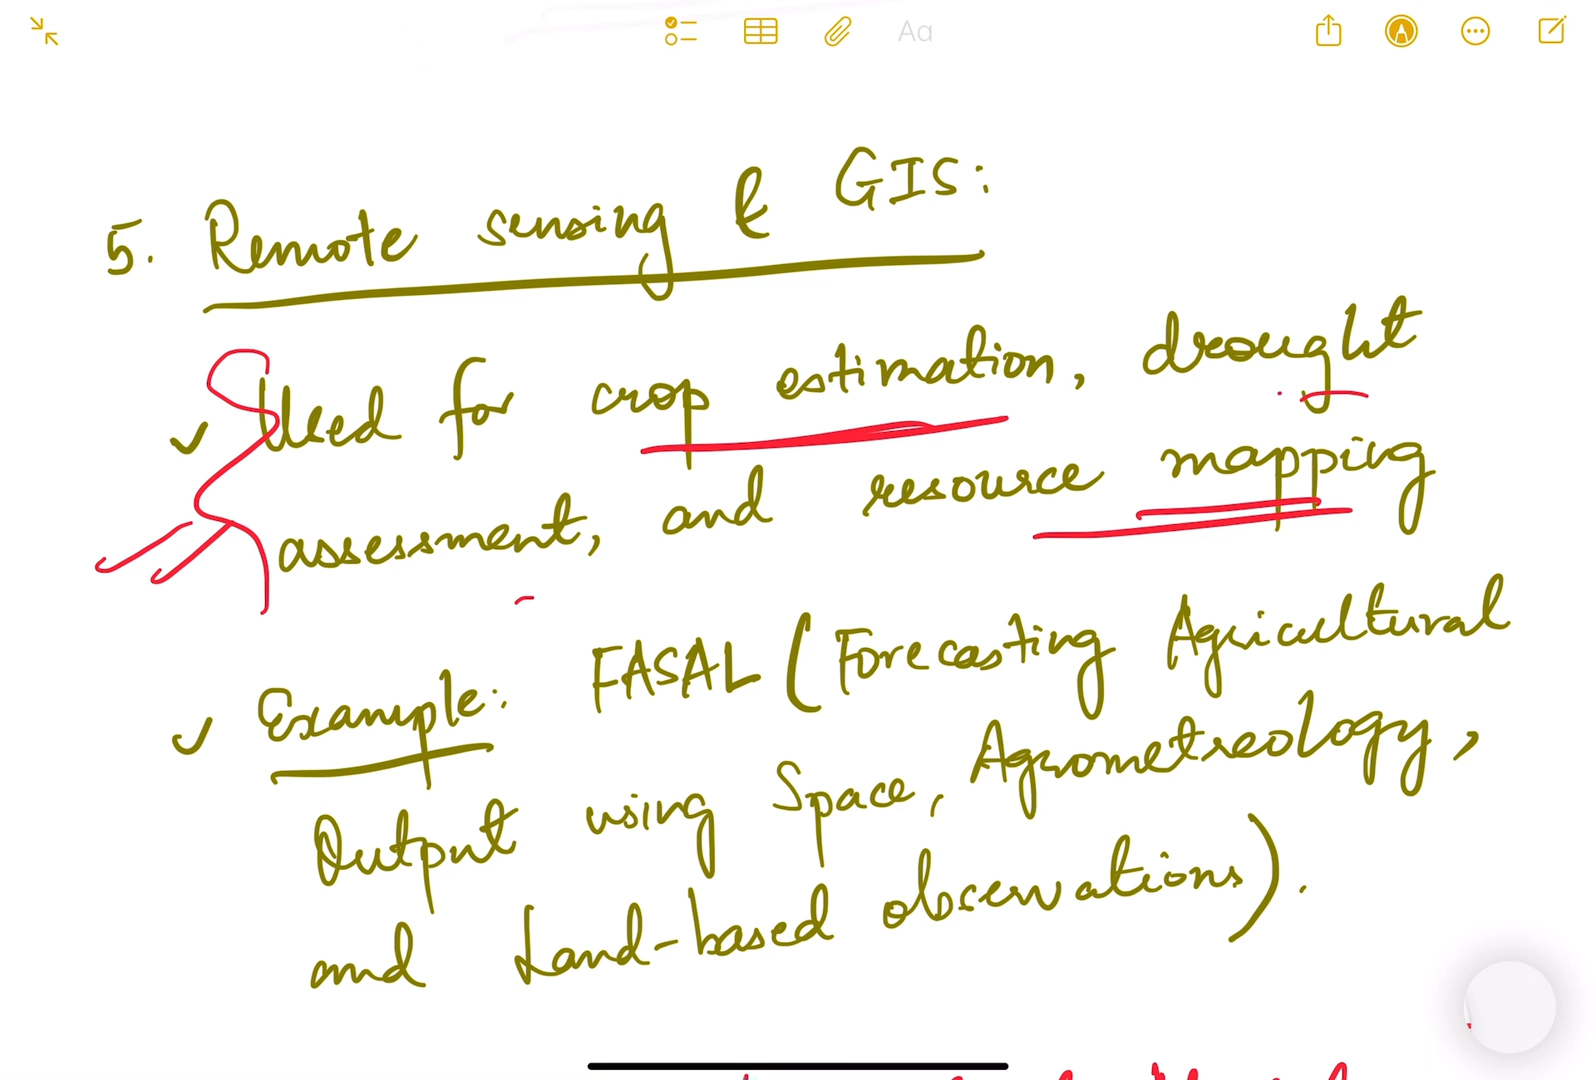 Aa
5. Remote sensing & GIS:
✓ Used for crop estimation, drought
assessment, and resource mapping
✓ Example: FASAL (Forecasting Agricultural
Output using Space, Agrometreology,
and Land-based observations).